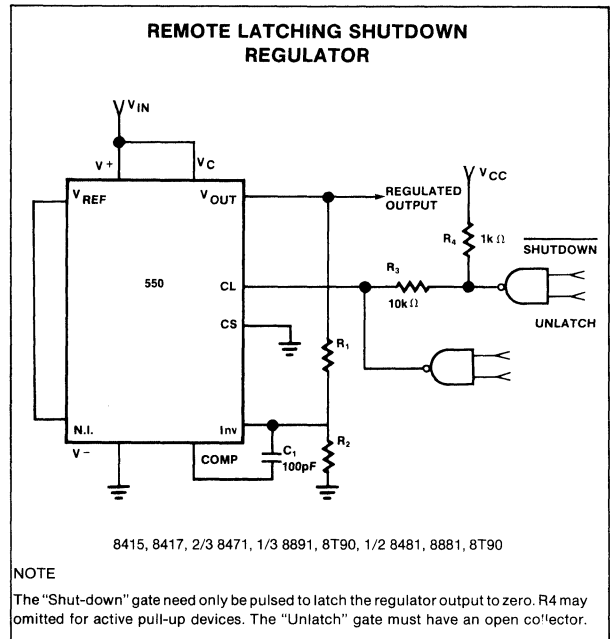 REMOTE LATCHING SHUTDOWN
REGULATOR
VIN
V+
VC
VREF
VOUT
REGULATED
OUTPUT
VCC
R4
1kΩ
SHUTDOWN
R3
10kΩ
550
CL
UNLATCH
CS
R1
N.I.
Inv
V−
COMP
C1
100pF
R2
8415, 8417, 2/3 8471, 1/3 8891, 8T90, 1/2 8481, 8881, 8T90
NOTE
The "Shut-down" gate need only be pulsed to latch the regulator output to zero. R4 may
omitted for active pull-up devices. The "Unlatch" gate must have an open collector.